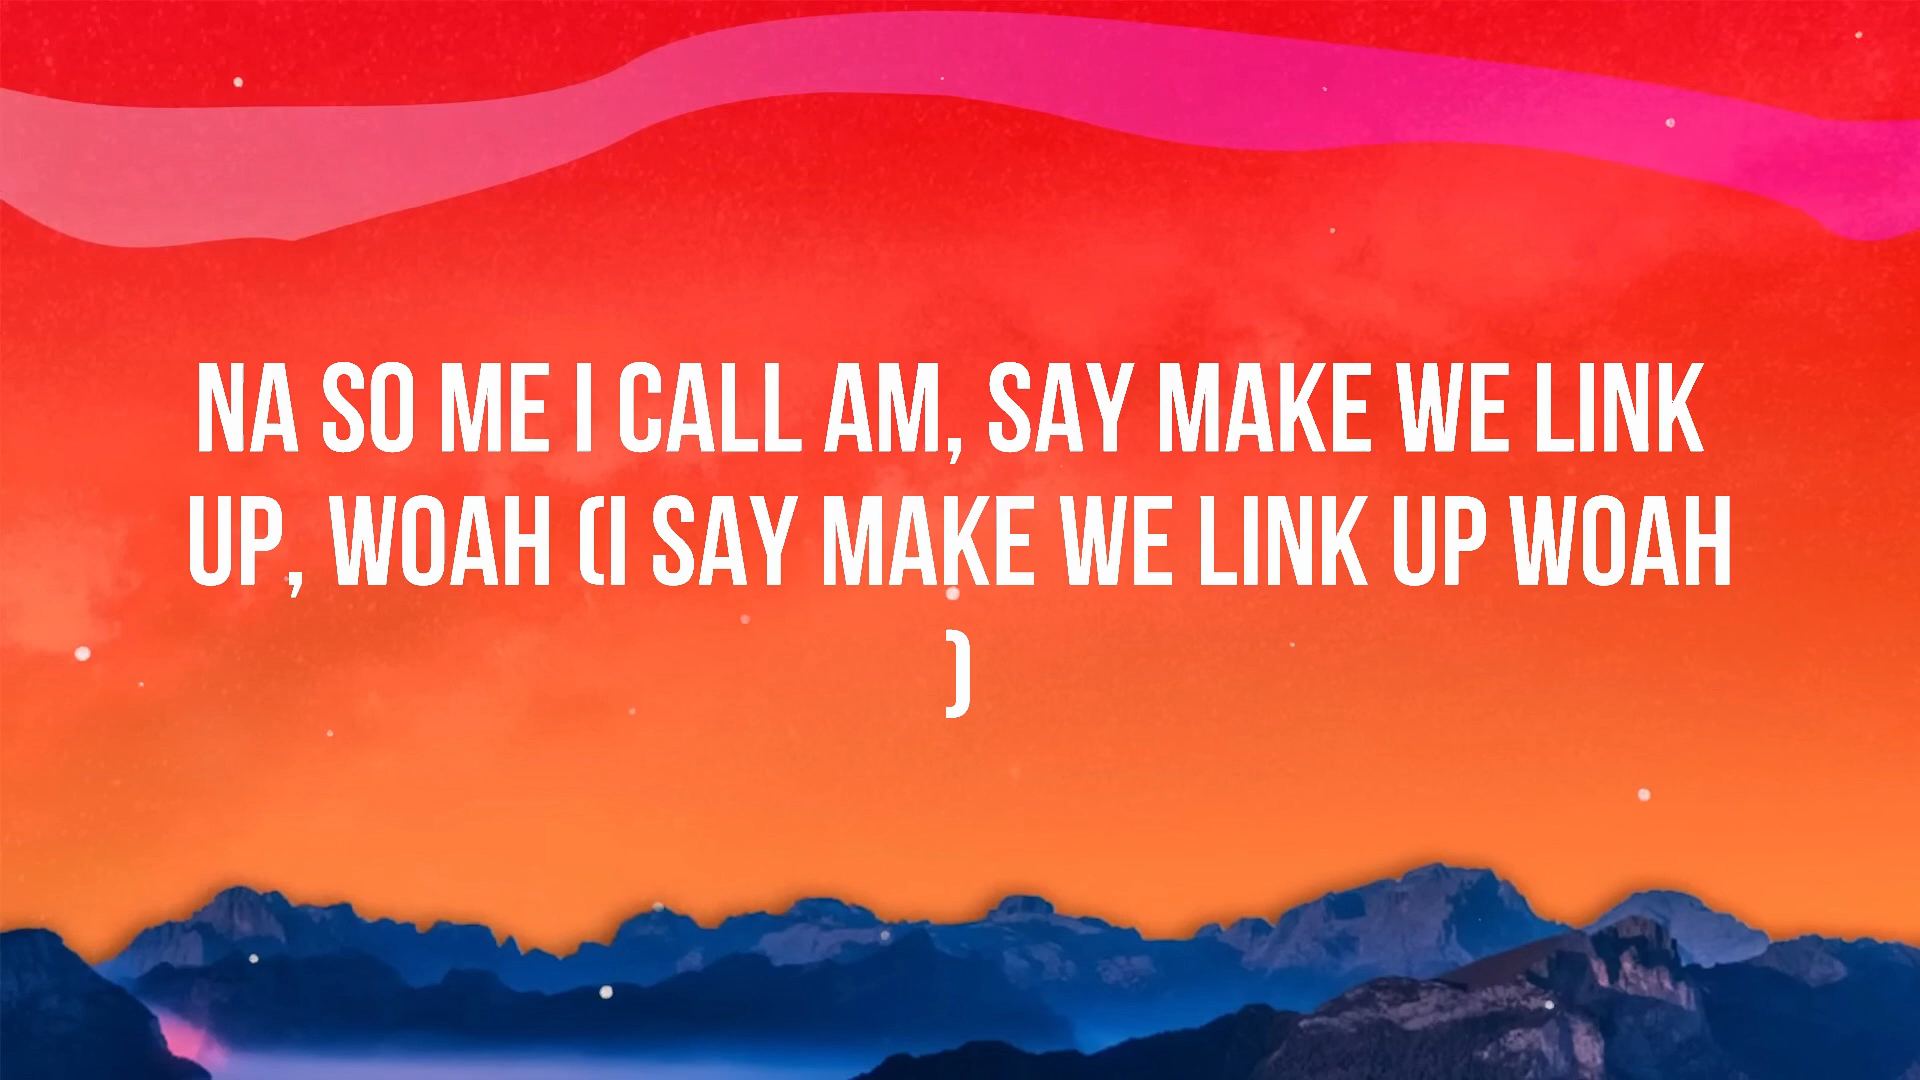 NA SO ME I CALL AM, SAY MAKE WE LINK
UP, WOAH (I SAY MAKE WE LINK UP WOAH
)